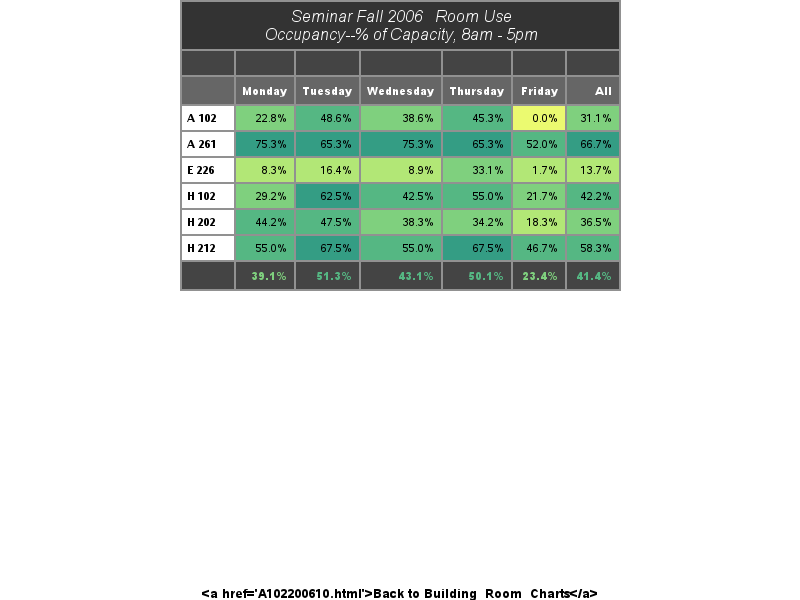 Seminar Fall 2006 Room Use
Occupancy--% of Capacity, 8am - 5pm
Monday Tuesday Wednesday Thursday Friday All
A 102 22.8% 48.6% 38.6% 45.3% 0.0% 31.1%
A 261 75.3% 65.3% 75.3% 65.3% 52.0% 66.7%
E 226 8.3% 16.4% 8.9% 33.1% 1.7% 13.7%
H 102 29.2% 62.5% 42.5% 55.0% 21.7% 42.2%
H 202 44.2% 47.5% 38.3% 34.2% 18.3% 36.5%
H 212 55.0% 67.5% 55.0% 67.5% 46.7% 58.3%
39.1% 51.3% 43.1% 50.1% 23.4% 41.4%
<a href='A102200610.html'>Back to Building Room Charts</a>